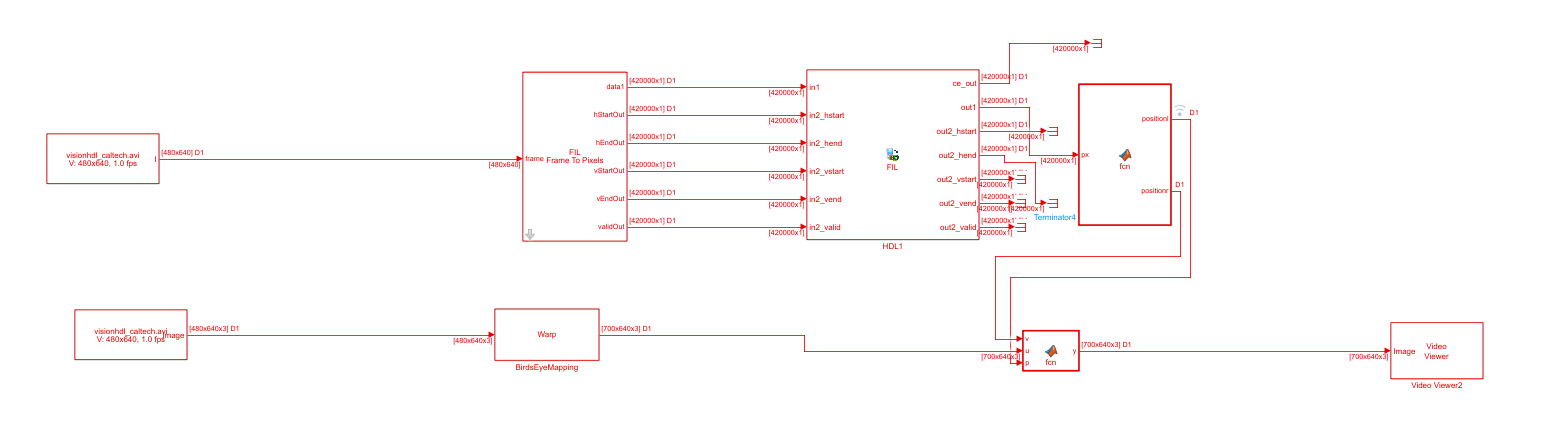 [420000x1]
visionhdl_caltech.avi
V: 480x640, 1.0 fps
I
[480x640] D1
[480x640]
frame
FIL
Frame To Pixels
data1
hStartOut
hEndOut
vStartOut
vEndOut
validOut
[420000x1] D1
[420000x1] D1
[420000x1] D1
[420000x1] D1
[420000x1] D1
[420000x1] D1
[420000x1]
[420000x1]
[420000x1]
[420000x1]
[420000x1]
[420000x1]
in1
in2_hstart
in2_hend
in2_vstart
in2_vend
in2_valid
FIL
ce_out
out1
out2_hstart
out2_hend
out2_vstart
out2_vend
out2_valid
HDL1
[420000x1] D1
[420000x1] D1
[420000x1] D1
[420000x1] D1
[420000x1]
[420000x1]
[420000x1]
[420000x1]
[420000x1]
[420000x1]
[420000x1]
[420000x1]
[420000x1]
Terminator4
px
fcn
positionl
positionr
D1
D1
visionhdl_caltech.avi
V: 480x640, 1.0 fps
Image
[480x640x3] D1
[480x640x3]
Warp
BirdsEyeMapping
[700x640x3] D1
[700x640x3]
v
u
p
fcn
y
[700x640x3] D1
[700x640x3]
Image
Video
Viewer
Video Viewer2